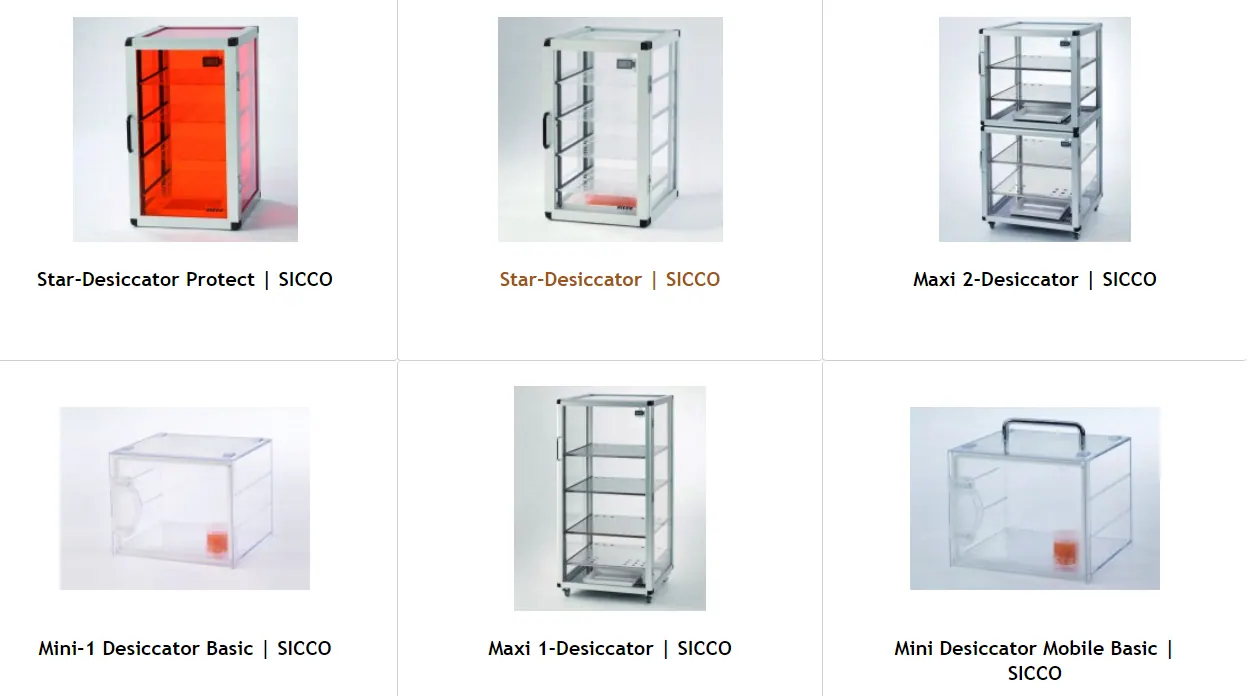 Star-Desiccator Protect | SICCO
Star-Desiccator | SICCO
Maxi 2-Desiccator | SICCO
Mini-1 Desiccator Basic | SICCO
Maxi 1-Desiccator | SICCO
Mini Desiccator Mobile Basic |
SICCO